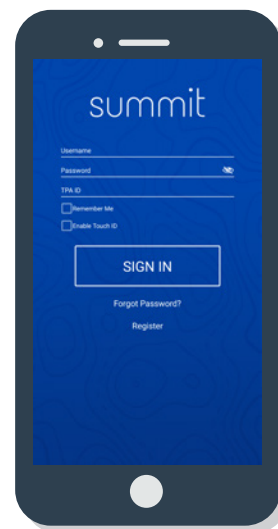 summit
Username
Password
TPA ID
Remember Me
Enable Touch ID
SIGN IN
Forgot Password?
Register